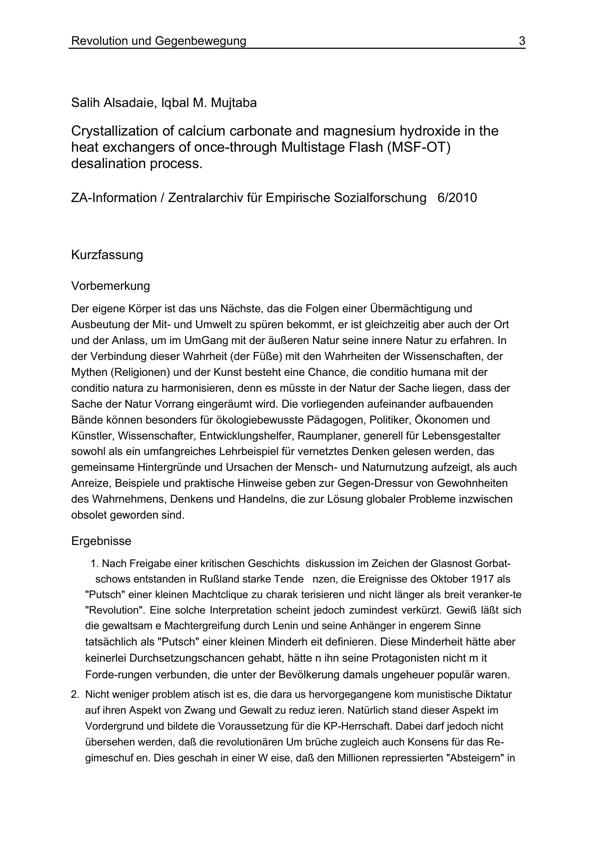 Revolution und Gegenbewegung 3
Salih Alsadaie, Iqbal M. Mujtaba
Crystallization of calcium carbonate and magnesium hydroxide in the
heat exchangers of once-through Multistage Flash (MSF-OT)
desalination process.
ZA-Information / Zentralarchiv für Empirische Sozialforschung 6/2010
Kurzfassung
Vorbemerkung
Der eigene Körper ist das uns Nächste, das die Folgen einer Übermächtigung und
Ausbeutung der Mit- und Umwelt zu spüren bekommt, er ist gleichzeitig aber auch der Ort
und der Anlass, um im UmGang mit der äußeren Natur seine innere Natur zu erfahren. In
der Verbindung dieser Wahrheit (der Füße) mit den Wahrheiten der Wissenschaften, der
Mythen (Religionen) und der Kunst besteht eine Chance, die conditio humana mit der
conditio natura zu harmonisieren, denn es müsste in der Natur der Sache liegen, dass der
Sache der Natur Vorrang eingeräumt wird. Die vorliegenden aufeinander aufbauenden
Bände können besonders für ökologiebewusste Pädagogen, Politiker, Ökonomen und
Künstler, Wissenschafter, Entwicklungshelfer, Raumplaner, generell für Lebensgestalter
sowohl als ein umfangreiches Lehrbeispiel für vernetztes Denken gelesen werden, das
gemeinsame Hintergründe und Ursachen der Mensch- und Naturnutzung aufzeigt, als auch
Anreize, Beispiele und praktische Hinweise geben zur Gegen-Dressur von Gewohnheiten
des Wahrnehmens, Denkens und Handelns, die zur Lösung globaler Probleme inzwischen
obsolet geworden sind.
Ergebnisse
1. Nach Freigabe einer kritischen Geschichts diskussion im Zeichen der Glasnost Gorbat-
schows entstanden in Rußland starke Tende nzen, die Ereignisse des Oktober 1917 als
"Putsch" einer kleinen Machtclique zu charak terisieren und nicht länger als breit veranker-te
"Revolution". Eine solche Interpretation scheint jedoch zumindest verkürzt. Gewiß läßt sich
die gewaltsam e Machtergreifung durch Lenin und seine Anhänger in engerem Sinne
tatsächlich als "Putsch" einer kleinen Minderh eit definieren. Diese Minderheit hätte aber
keinerlei Durchsetzungschancen gehabt, hätte n ihn seine Protagonisten nicht m it
Forde-rungen verbunden, die unter der Bevölkerung damals ungeheuer populär waren.
2. Nicht weniger problem atisch ist es, die dara us hervorgegangene kom munistische Diktatur
auf ihren Aspekt von Zwang und Gewalt zu reduz ieren. Natürlich stand dieser Aspekt im
Vordergrund und bildete die Voraussetzung für die KP-Herrschaft. Dabei darf jedoch nicht
übersehen werden, daß die revolutionären Um brüche zugleich auch Konsens für das Re-
gimeschuf en. Dies geschah in einer W eise, daß den Millionen repressierten "Absteigern" in